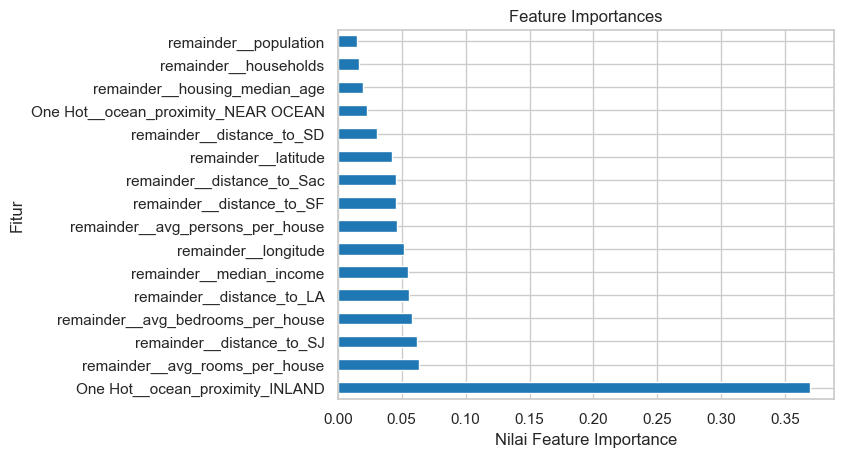 Feature Importances
remainder__population
remainder__households
remainder__housing_median_age
One Hot__ocean_proximity_NEAR OCEAN
remainder__distance_to_SD
remainder__latitude
remainder__distance_to_Sac
remainder__distance_to_SF
remainder__avg_persons_per_house
remainder__longitude
remainder__median_income
remainder__distance_to_LA
remainder__avg_bedrooms_per_house
remainder__distance_to_SJ
remainder__avg_rooms_per_house
One Hot__ocean_proximity_INLAND
Fitur
0.00 0.05 0.10 0.15 0.20 0.25 0.30 0.35
Nilai Feature Importance